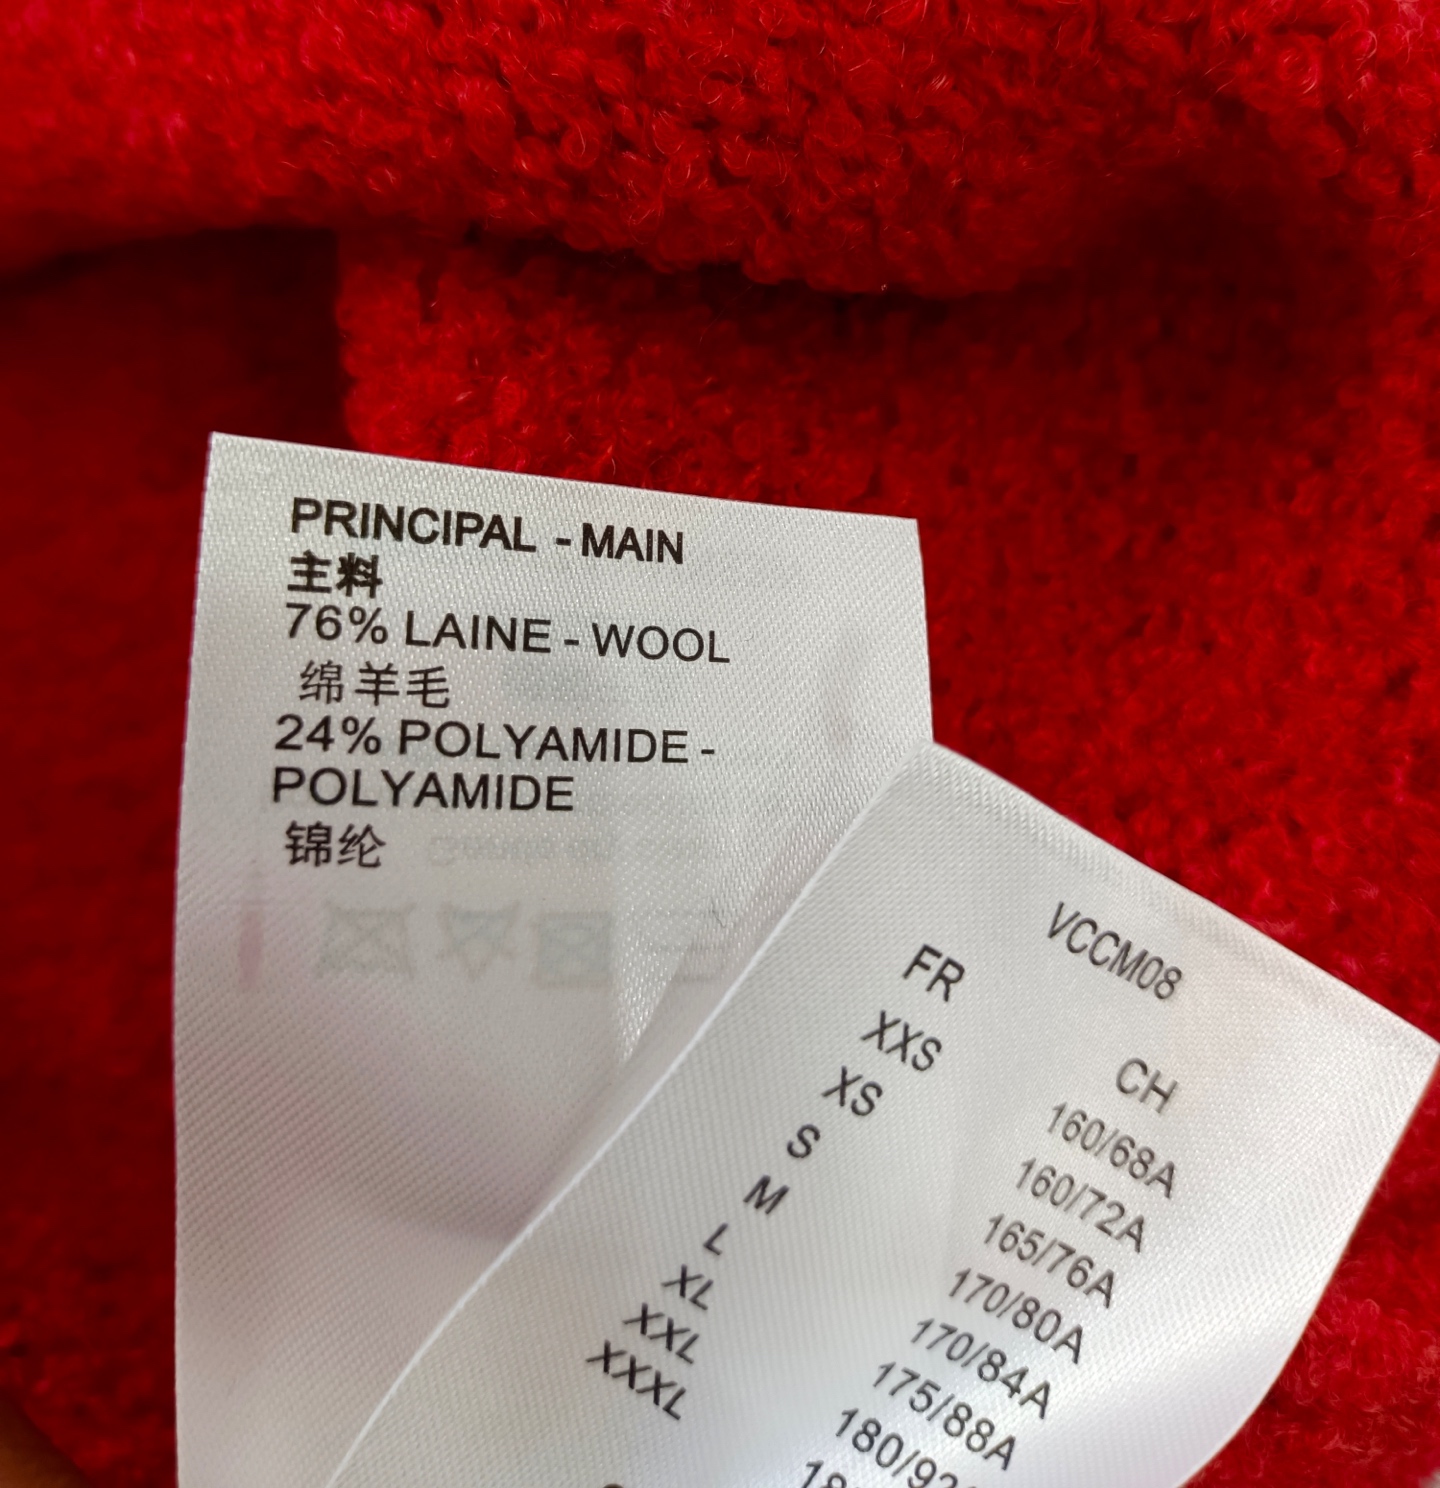 PRINCIPAL - MAIN
主料
76% LAINE - WOOL
绵羊毛
24% POLYAMIDE -
POLYAMIDE
锦纶
VCCM08
FR CH
XXS 160/68A
XS 160/72A
S 165/76A
M 170/80A
L 170/84A
XL 175/88A
XXL
XXXL